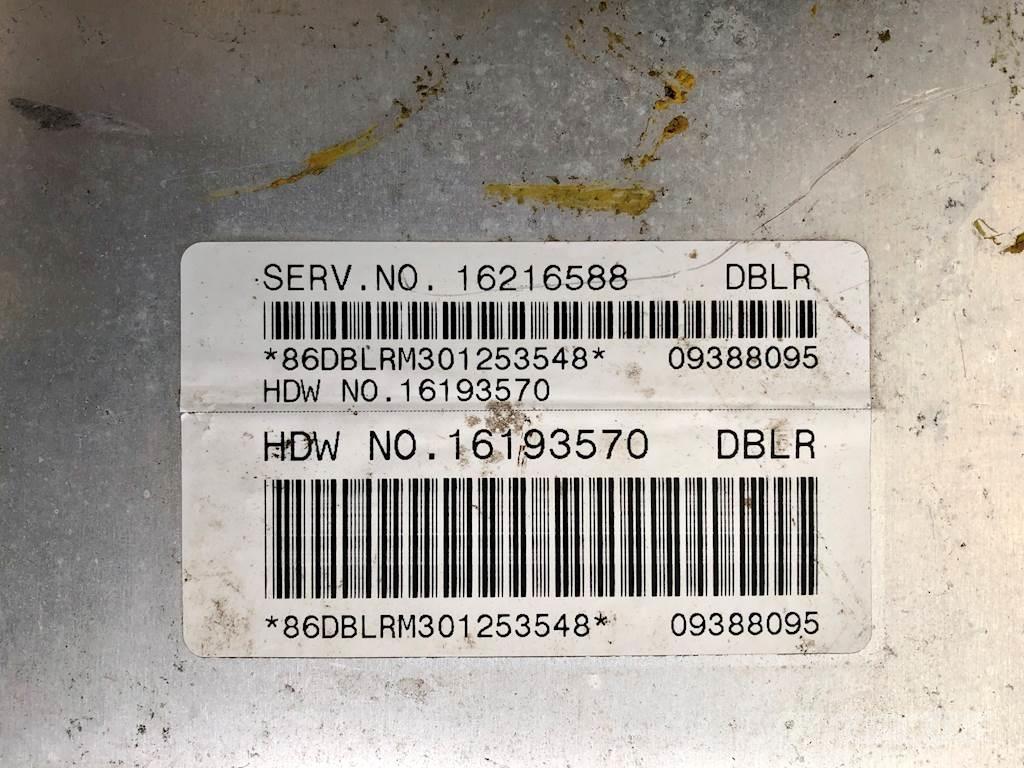 SERV.NO. 16216588 DBLR
*86DBLRM301253548* 09388095
HDW NO.16193570
HDW NO.16193570 DBLR
*86DBLRM301253548* 09388095